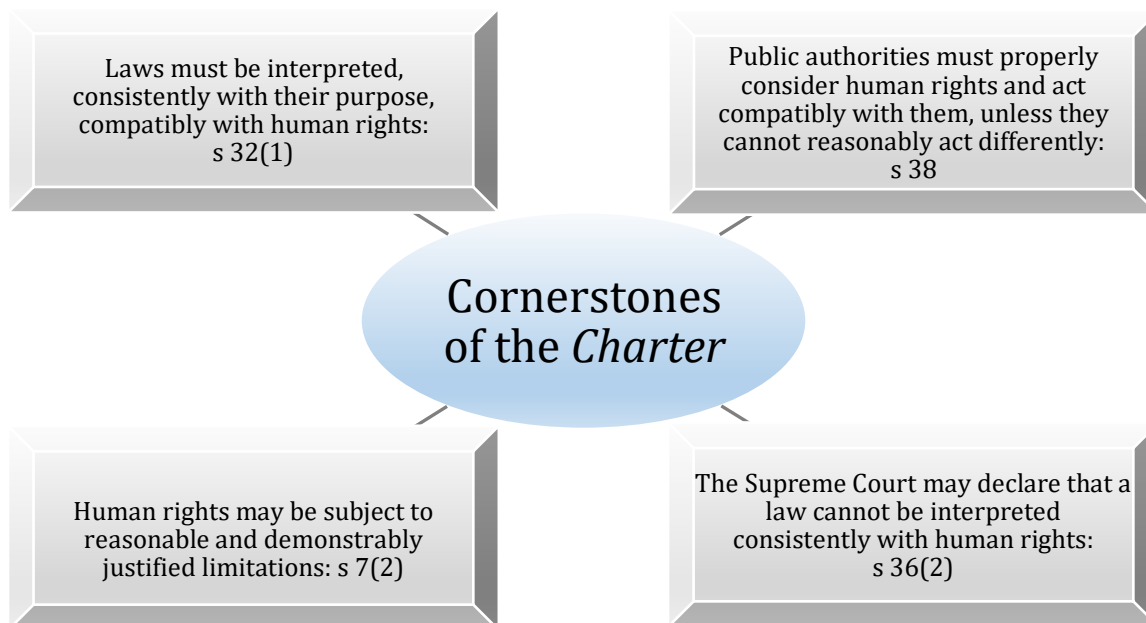 Laws must be interpreted,
consistently with their purpose,
compatibly with human rights:
s 32(1)
Public authorities must properly
consider human rights and act
compatibly with them, unless they
cannot reasonably act differently:
s 38
Cornerstones
of the Charter
Human rights may be subject to
reasonable and demonstrably
justified limitations: s 7(2)
The Supreme Court may declare that a
law cannot be interpreted
consistently with human rights:
s 36(2)